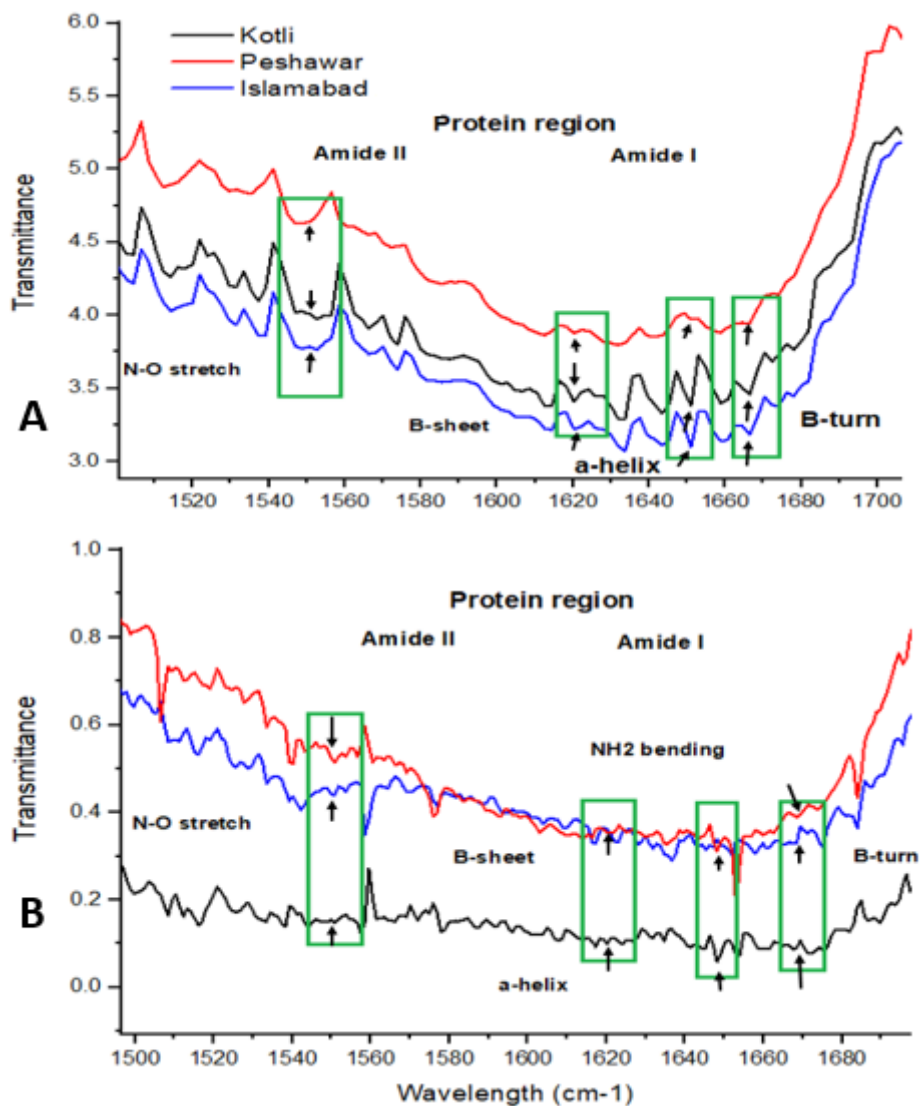 6.0
Kotli
Peshawar
Islamabad
5.5
Protein region
Amide II
Amide I
5.0
Transmittance
4.5
4.0
N-O stretch
3.5
A
B-sheet
B-turn
a-helix
3.0
1520 1540 1560 1580 1600 1620 1640 1660 1680 1700
1.0
Protein region
Amide II
Amide I
0.8
Transmittance
NH2 bending
0.6
0.4
N-O stretch
B-sheet
B-turn
0.2
B
a-helix
0.0
1500 1520 1540 1560 1580 1600 1620 1640 1660 1680
Wavelength (cm-1)